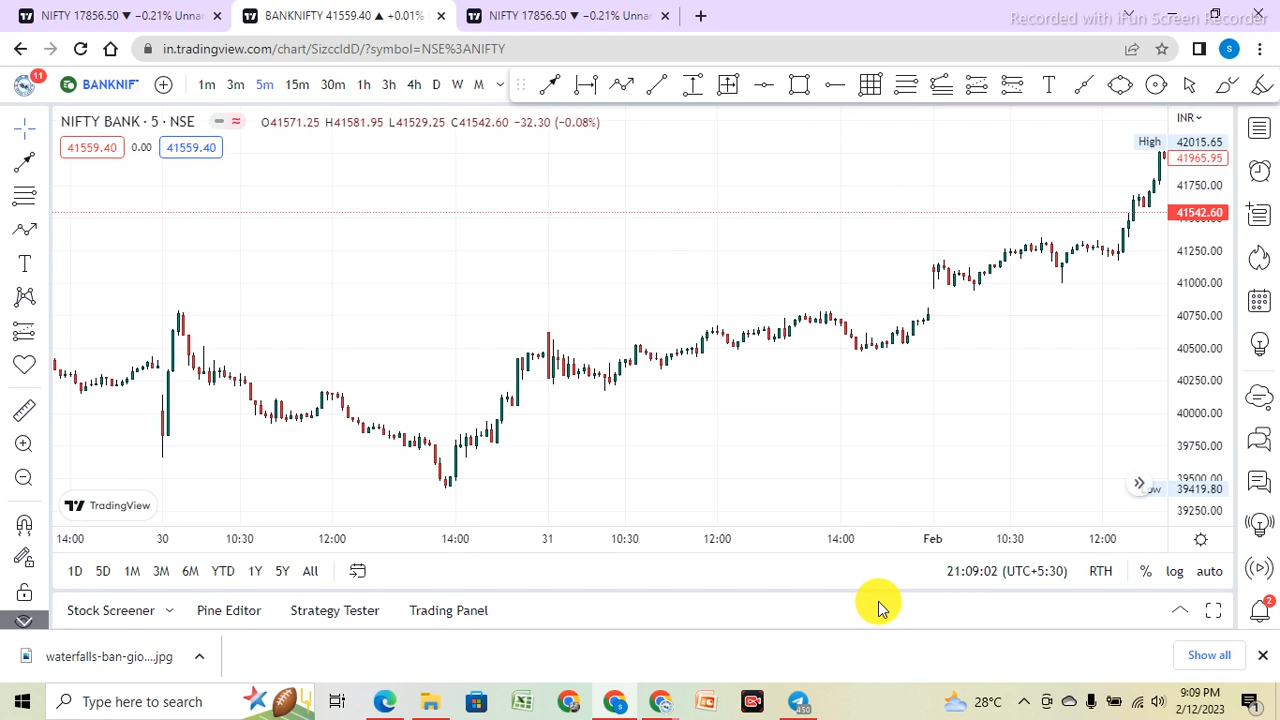 NIFTY 17856.50 ▼ −0.21% Unnar
BANKNIFTY 41559.40 ▲ +0.01%
NIFTY 17856.50 ▼ −0.21% Unnar
Recorded with iFun Screen Recorder
in.tradingview.com/chart/SizccIdD/?symbol=NSE%3ANIFTY
S
11
BANKNIF
1m 3m 5m 15m 30m 1h 3h 4h D W M
T
NIFTY BANK · 5 · NSE O41571.25 H41581.95 L41529.25 C41542.60 −32.30 (−0.08%)
INR
41559.40 0.00 41559.40
High 42015.65
41965.95
41750.00
41542.60
41250.00
41000.00
40750.00
40500.00
40250.00
40000.00
39750.00
39500.00
Low 39419.80
39250.00
TradingView
14:00 30 10:30 12:00 14:00 31 10:30 12:00 14:00 Feb 10:30 12:00
1D 5D 1M 3M 6M YTD 1Y 5Y All
21:09:02 (UTC+5:30) RTH % log auto
Stock Screener Pine Editor Strategy Tester Trading Panel
2
waterfalls-ban-gio....jpg
Show all
Type here to search
450
28°C
9:09 PM
2/12/2023
1